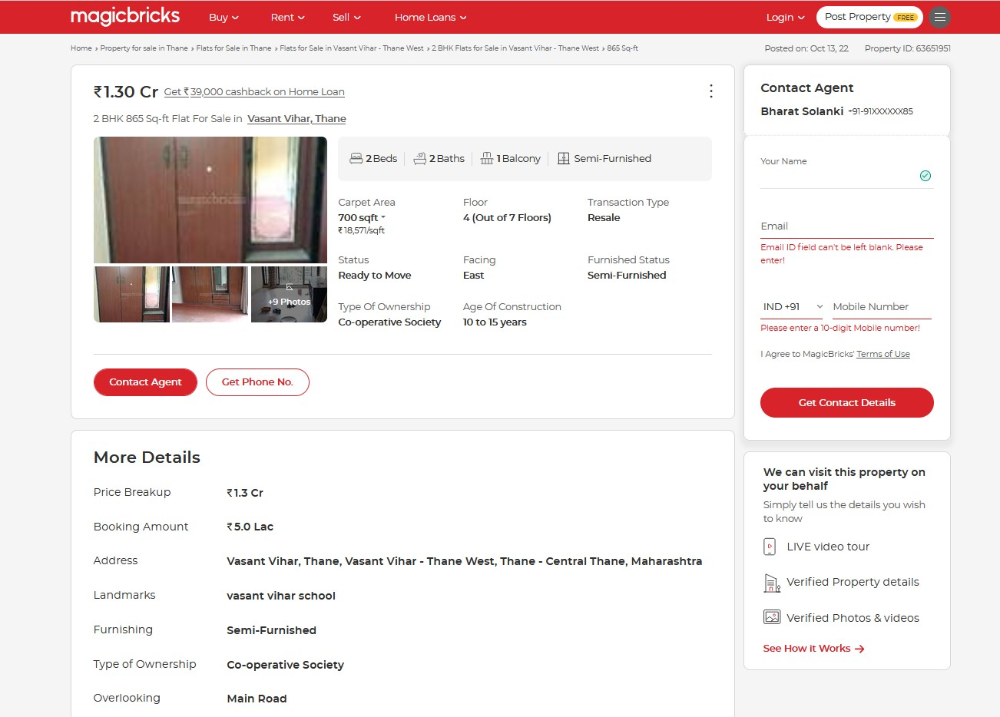 magicbricks
Buy
Rent
Sell
Home Loans
Login
Post Property FREE
Home › Property for sale in Thane › Flats for Sale in Thane › Flats for Sale in Vasant Vihar - Thane West › 2 BHK Flats for Sale in Vasant Vihar - Thane West › 865 Sq-ft
Posted on: Oct 13, 22 Property ID: 63651951
₹1.30 Cr Get ₹39,000 cashback on Home Loan
2 BHK 865 Sq-ft Flat For Sale in Vasant Vihar, Thane
magicbricks
+9 Photos
2 Beds 2 Baths 1 Balcony Semi-Furnished
Carpet Area
700 sqft
₹18,571/sqft
Floor
4 (Out of 7 Floors)
Transaction Type
Resale
Status
Ready to Move
Facing
East
Furnished Status
Semi-Furnished
Type Of Ownership
Co-operative Society
Age Of Construction
10 to 15 years
Contact Agent
Get Phone No.
More Details
Price Breakup ₹1.3 Cr
Booking Amount ₹5.0 Lac
Address Vasant Vihar, Thane, Vasant Vihar - Thane West, Thane - Central Thane, Maharashtra
Landmarks vasant vihar school
Furnishing Semi-Furnished
Type of Ownership Co-operative Society
Overlooking Main Road
Contact Agent
Bharat Solanki +91-91XXXXXX85
Your Name
Email
Email ID field can't be left blank. Please
enter!
IND +91 Mobile Number
Please enter a 10-digit Mobile number!
I Agree to MagicBricks' Terms of Use
Get Contact Details
We can visit this property on
your behalf
Simply tell us the details you wish
to know
LIVE video tour
Verified Property details
Verified Photos & videos
See How it Works →